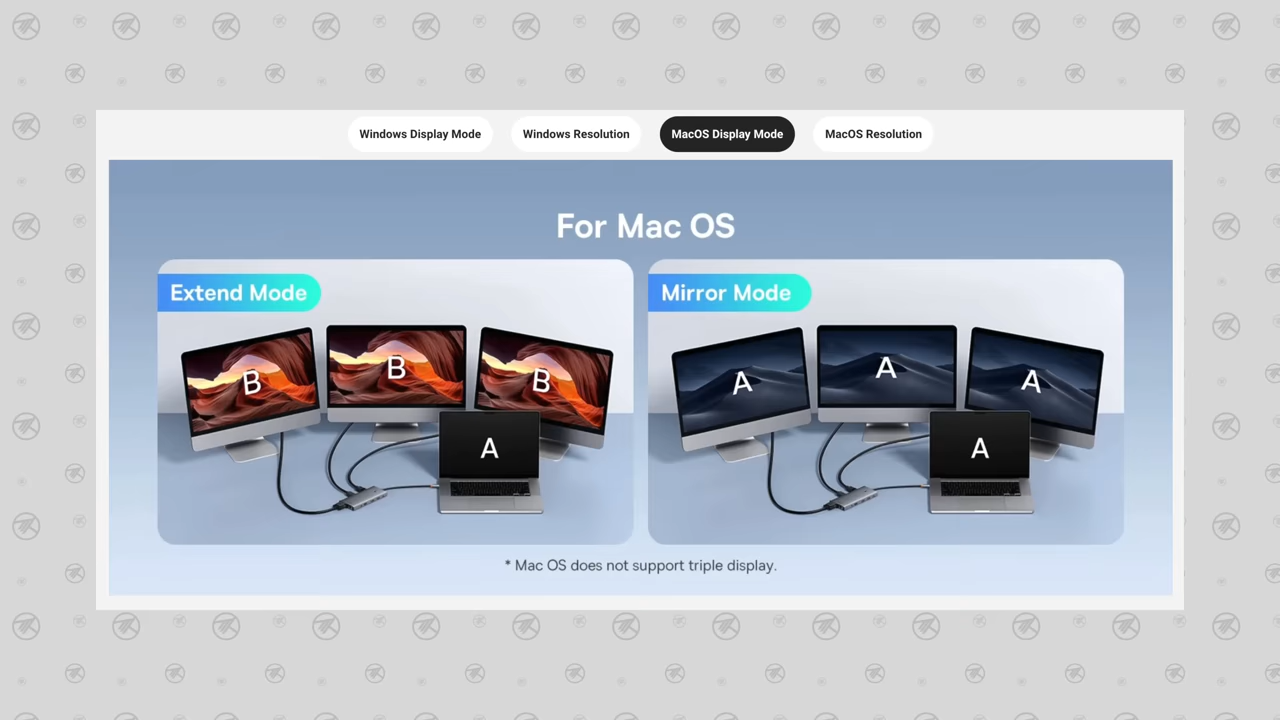 Windows Display Mode
Windows Resolution
MacOS Display Mode
MacOS Resolution
For Mac OS
Extend Mode
B
B
B
A
Mirror Mode
A
A
A
A
* Mac OS does not support triple display.